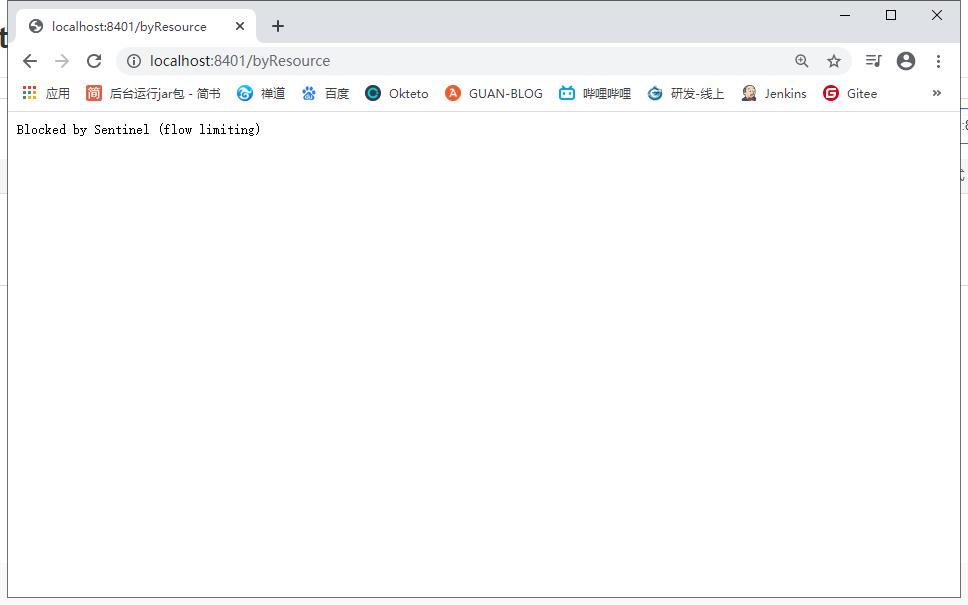 localhost:8401/byResource
localhost:8401/byResource
应用 简 后台运行jar包 - 简书 禅道 百度 Okteto GUAN-BLOG 哔哩哔哩 研发-线上 Jenkins Gitee »
Blocked by Sentinel (flow limiting)